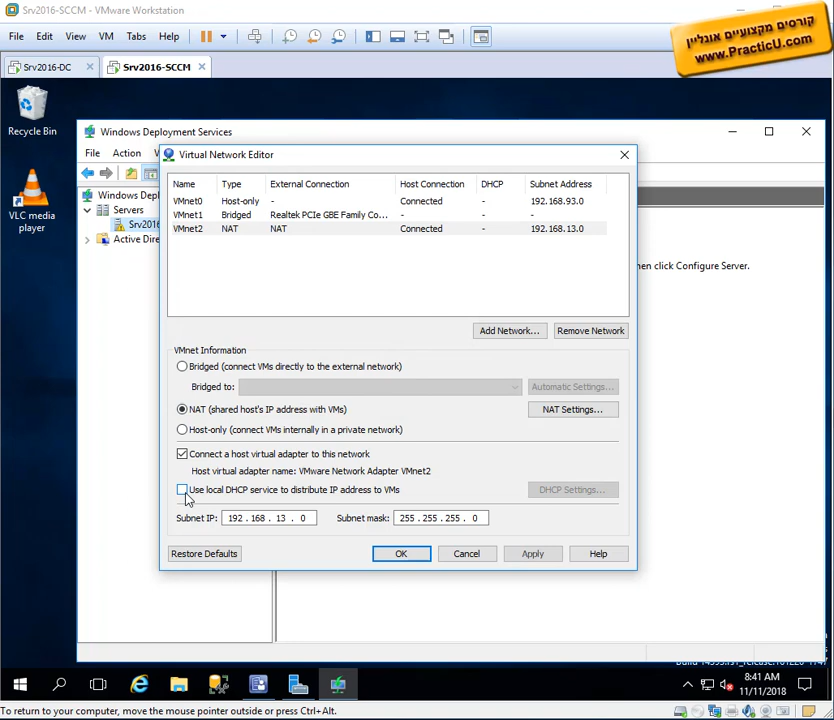 Srv2016-SCCM - VMware Workstation
קורסים מקצועיים אונליין
www.PracticU.com
File Edit View VM Tabs Help
Srv2016-DC
Srv2016-SCCM
Recycle Bin
VLC media
player
Windows Deployment Services
File Action
Windows Depl
Servers
Srv2016
Active Dire
hen click Configure Server.
Virtual Network Editor
Name Type External Connection Host Connection DHCP Subnet Address
VMnet0 Host-only - Connected - 192.168.93.0
VMnet1 Bridged Realtek PCIe GBE Family Co... - - -
VMnet2 NAT NAT Connected - 192.168.13.0
Add Network... Remove Network
VMnet Information
Bridged (connect VMs directly to the external network)
Bridged to: Automatic Settings...
NAT (shared host's IP address with VMs) NAT Settings...
Host-only (connect VMs internally in a private network)
Connect a host virtual adapter to this network
Host virtual adapter name: VMware Network Adapter VMnet2
Use local DHCP service to distribute IP address to VMs DHCP Settings...
Subnet IP: 192 . 168 . 13 . 0 Subnet mask: 255 . 255 . 255 . 0
Restore Defaults OK Cancel Apply Help
8:41 AM
11/11/2018
To return to your computer, move the mouse pointer outside or press Ctrl+Alt.